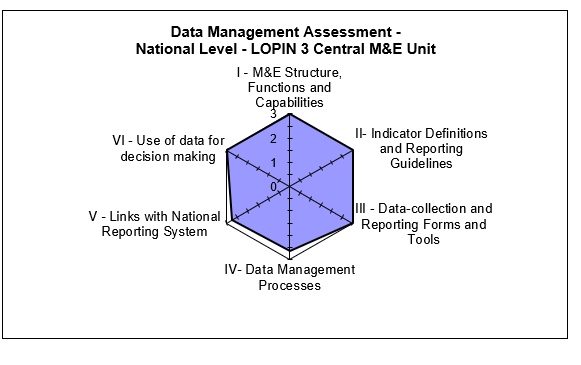 Data Management Assessment -
National Level - LOPIN 3 Central M&E Unit
I - M&E Structure,
Functions and
Capabilities
3
2
1
0
II- Indicator Definitions
and Reporting
Guidelines
III - Data-collection and
Reporting Forms and
Tools
IV- Data Management
Processes
V - Links with National
Reporting System
VI - Use of data for
decision making